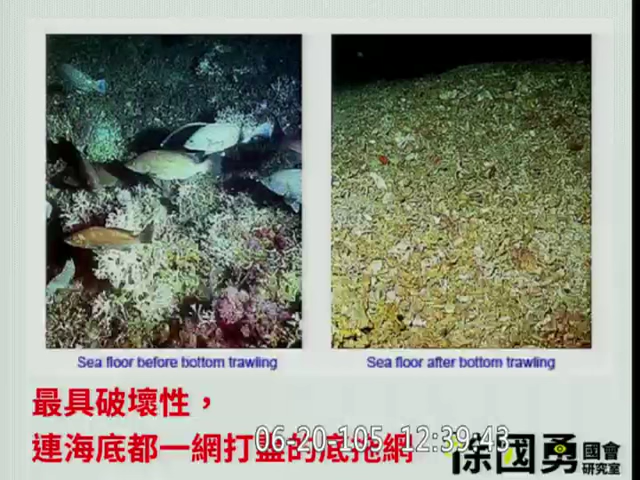 Sea floor before bottom trawling
Sea floor after bottom trawling
最具破壞性，
連海底都一網打盡的底拖網
06-20-105 12:39:43
徐國勇 國會
研究室